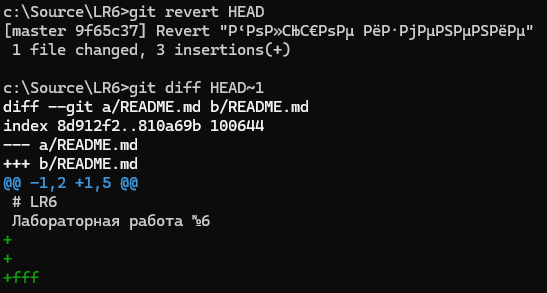 c:\Source\LR6>git revert HEAD
[master 9f65c37] Revert "Р‘РѕР»СЊС€РѕРµ РёР·РјРµРЅРµРЅРёРµ"
1 file changed, 3 insertions(+)
c:\Source\LR6>git diff HEAD~1
diff --git a/README.md b/README.md
index 8d912f2..810a69b 100644
--- a/README.md
+++ b/README.md
@@ -1,2 +1,5 @@
# LR6
Лабораторная работа №6
+
+
+fff